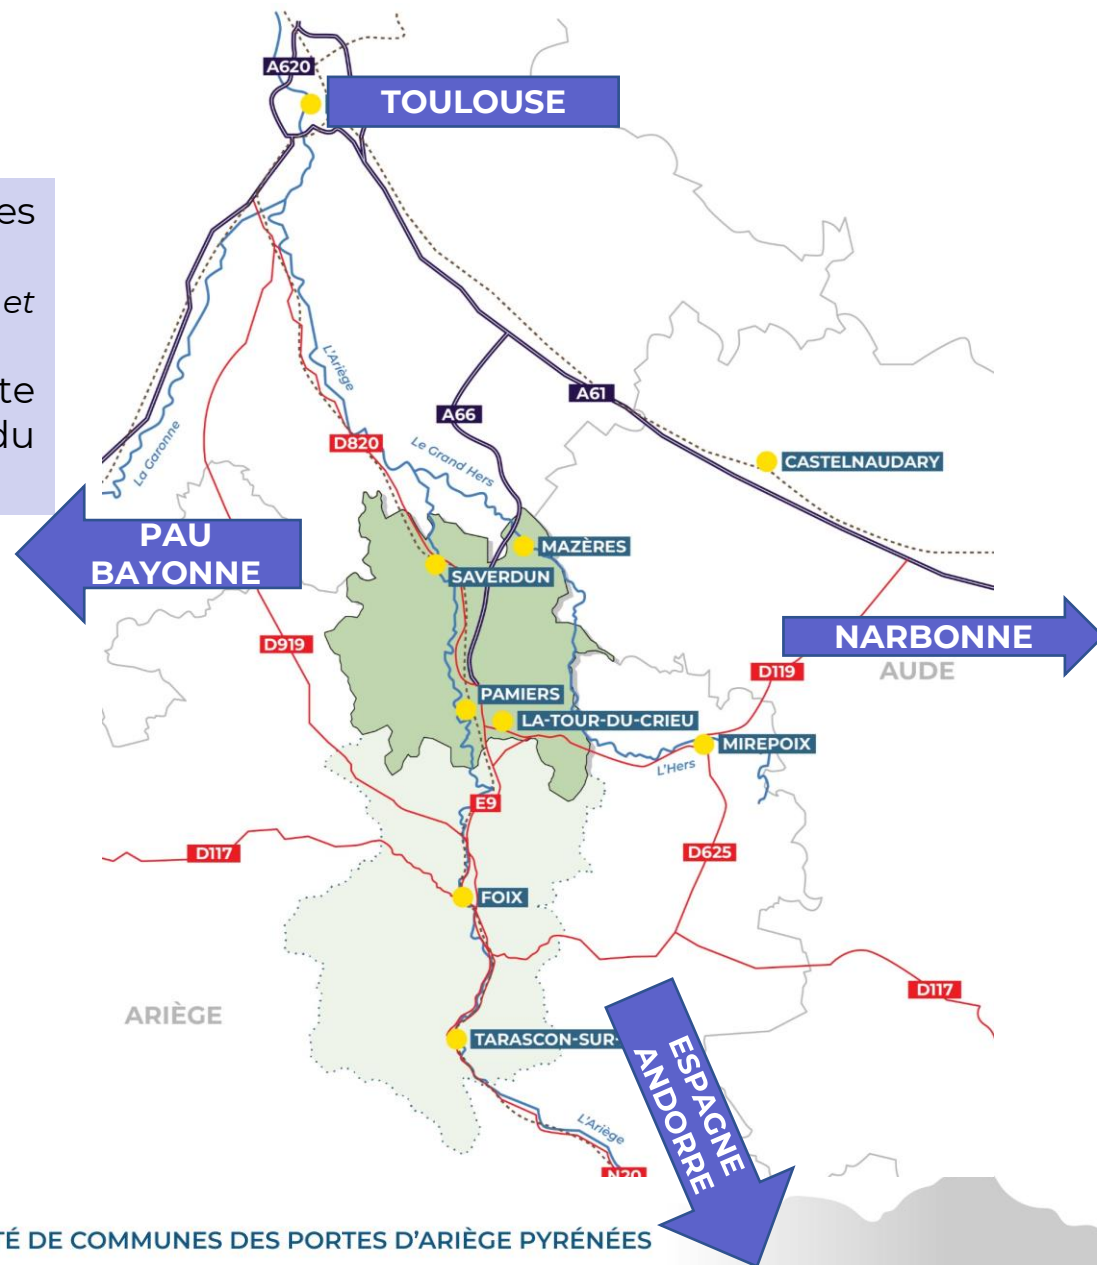 A620
TOULOUSE
es
et
te
du
L'Ariège
A61
A66
La Garonne
D820
Le Grand Hers
CASTELNAUDARY
PAU
BAYONNE
MAZÈRES
SAVERDUN
NARBONNE
D919
D119
AUDE
PAMIERS
LA-TOUR-DU-CRIEU
MIREPOIX
L'Hers
E9
D117
D625
FOIX
D117
ARIÈGE
TARASCON-SUR-
ESPAGNE
ANDORRE
L'Ariège
N20
TÉ DE COMMUNES DES PORTES D'ARIÈGE PYRÉNÉES